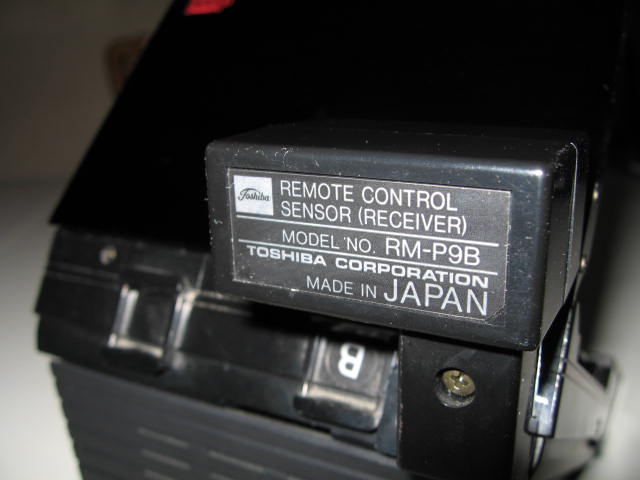 Toshiba
REMOTE CONTROL
SENSOR (RECEIVER)
MODEL NO. RM-P9B
TOSHIBA CORPORATION
MADE IN JAPAN
B